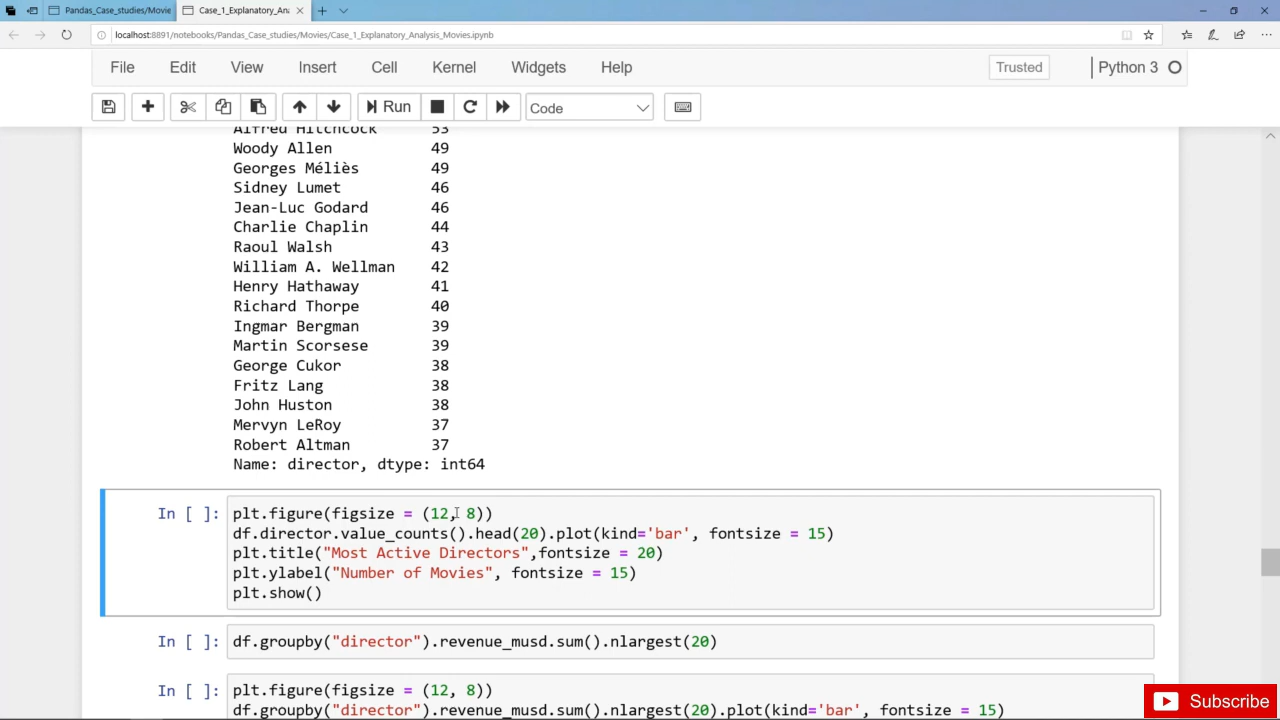 Pandas_Case_studies/Movie
Case_1_Explanatory_Ana
localhost:8891/notebooks/Pandas_Case_studies/Movies/Case_1_Explanatory_Analysis_Movies.ipynb
File Edit View Insert Cell Kernel Widgets Help Trusted Python 3
Run Code
Alfred Hitchcock 53
Woody Allen 49
Georges Méliès 49
Sidney Lumet 46
Jean-Luc Godard 46
Charlie Chaplin 44
Raoul Walsh 43
William A. Wellman 42
Henry Hathaway 41
Richard Thorpe 40
Ingmar Bergman 39
Martin Scorsese 39
George Cukor 38
Fritz Lang 38
John Huston 38
Mervyn LeRoy 37
Robert Altman 37
Name: director, dtype: int64
In [ ]: plt.figure(figsize = (12, 8))
df.director.value_counts().head(20).plot(kind='bar', fontsize = 15)
plt.title("Most Active Directors",fontsize = 20)
plt.ylabel("Number of Movies", fontsize = 15)
plt.show()
In [ ]: df.groupby("director").revenue_musd.sum().nlargest(20)
In [ ]: plt.figure(figsize = (12, 8))
df.groupby("director").revenue_musd.sum().nlargest(20).plot(kind='bar', fontsize = 15)
Subscribe